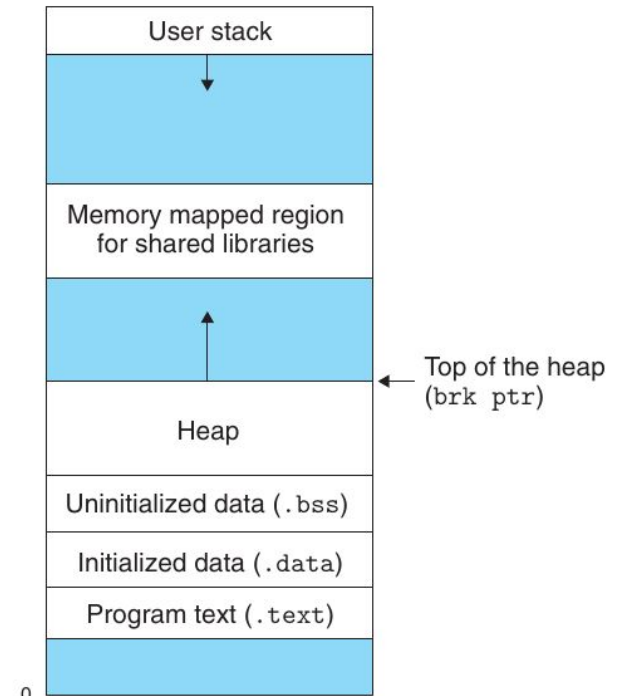 User stack
Memory mapped region
for shared libraries
Top of the heap
(brk ptr)
Heap
Uninitialized data (.bss)
Initialized data (.data)
Program text (.text)
0